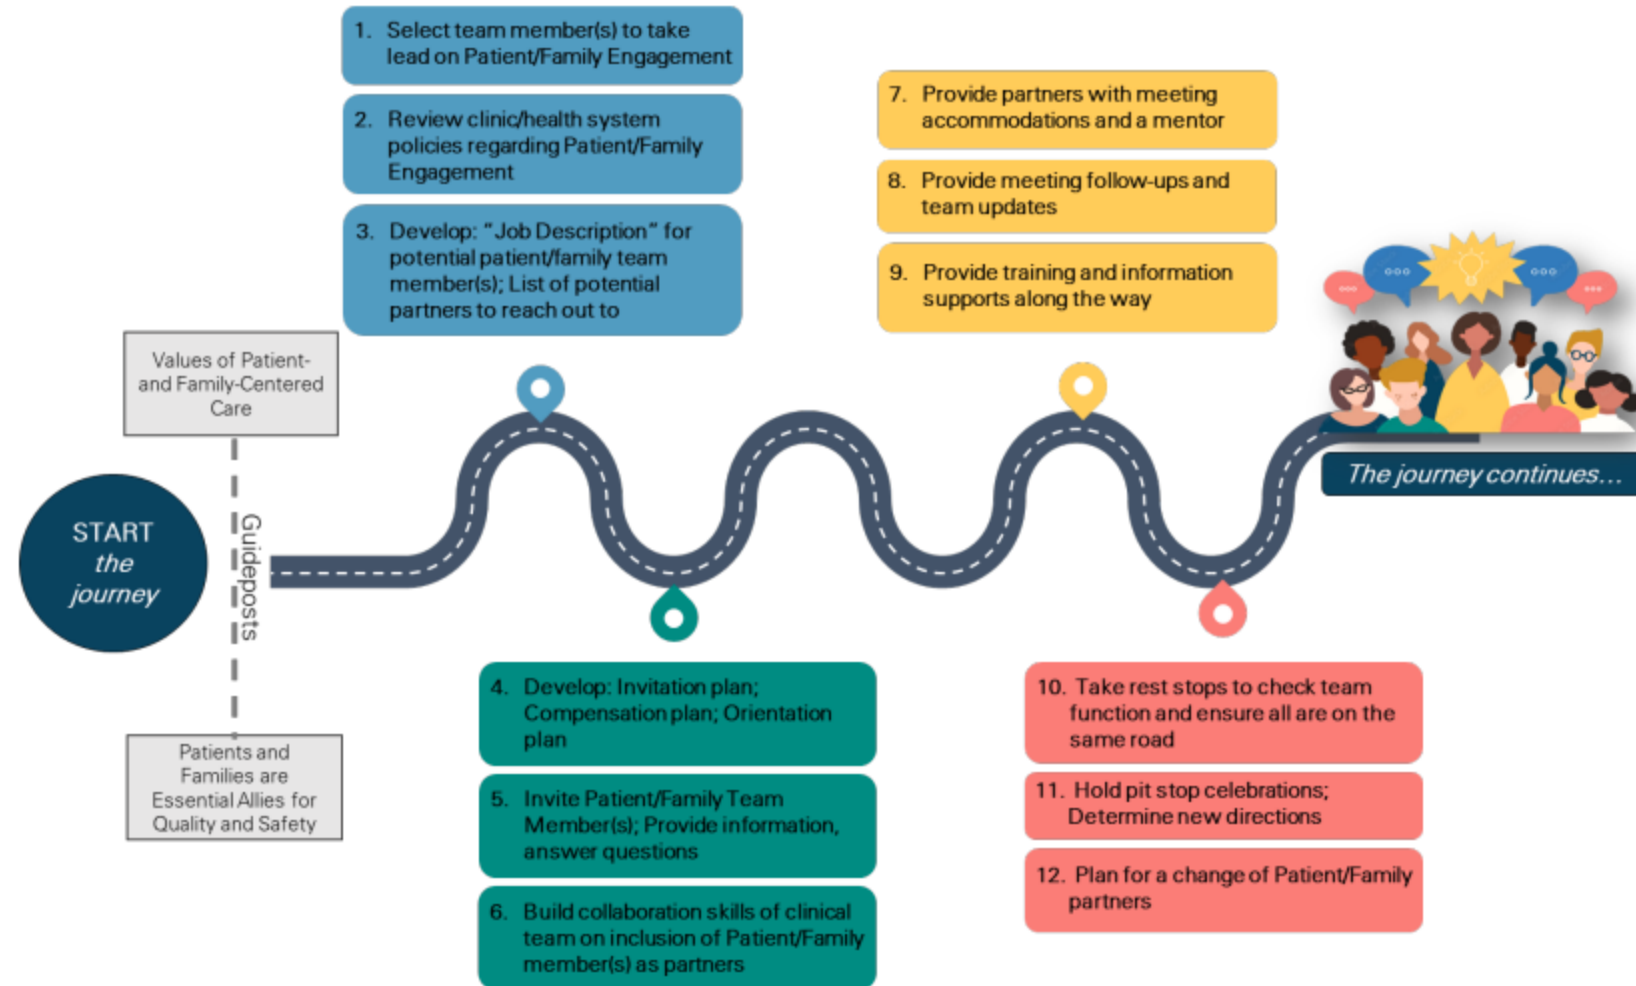 START
the
journey
Values of Patient-
and Family-Centered
Care
Guideposts
Patients and
Families are
Essential Allies for
Quality and Safety
1. Select team member(s) to take
lead on Patient/Family Engagement
2. Review clinic/health system
policies regarding Patient/Family
Engagement
3. Develop: “Job Description” for
potential patient/family team
member(s); List of potential
partners to reach out to
4. Develop: Invitation plan;
Compensation plan; Orientation
plan
5. Invite Patient/Family Team
Member(s); Provide information,
answer questions
6. Build collaboration skills of clinical
team on inclusion of Patient/Family
member(s) as partners
7. Provide partners with meeting
accommodations and a mentor
8. Provide meeting follow-ups and
team updates
9. Provide training and information
supports along the way
10. Take rest stops to check team
function and ensure all are on the
same road
11. Hold pit stop celebrations;
Determine new directions
12. Plan for a change of Patient/Family
partners
The journey continues...